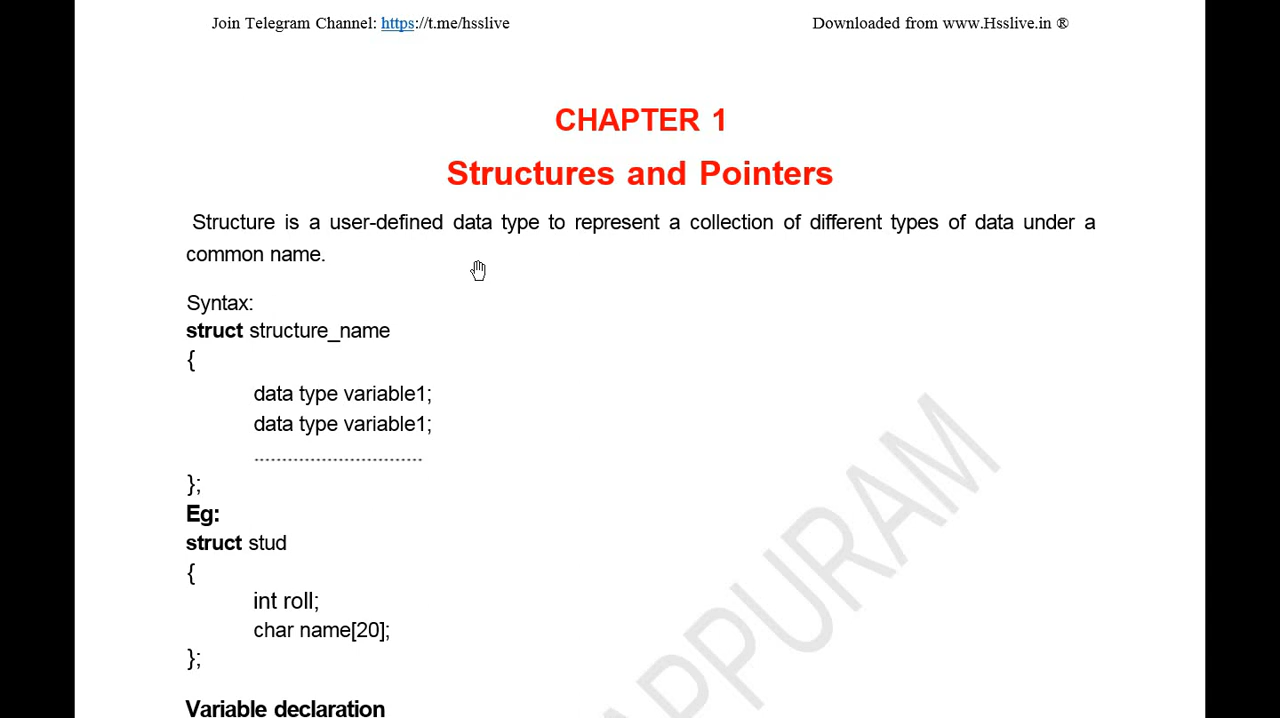 Join Telegram Channel: https://t.me/hsslive Downloaded from www.Hsslive.in ®
CHAPTER 1
Structures and Pointers
Structure is a user-defined data type to represent a collection of different types of data under a
common name.
Syntax:
struct structure_name
{
data type variable1;
data type variable1;
..............................
};
Eg:
struct stud
{
int roll;
char name[20];
};
Variable declaration